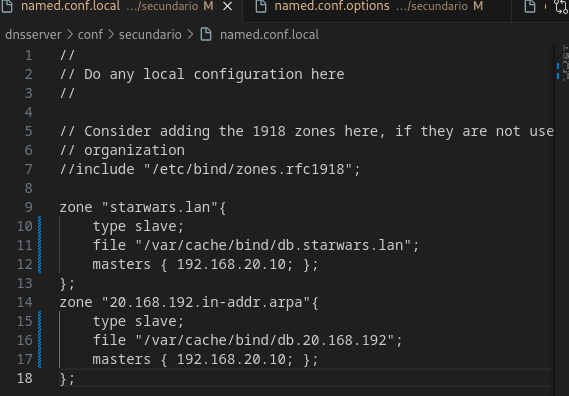 named.conf.local .../secundario M named.conf.options .../secundario M
dnsserver > conf > secundario > named.conf.local
1 //
2 // Do any local configuration here
3 //
4
5 // Consider adding the 1918 zones here, if they are not use
6 // organization
7 //include "/etc/bind/zones.rfc1918";
8
9 zone "starwars.lan"{
10 type slave;
11 file "/var/cache/bind/db.starwars.lan";
12 masters { 192.168.20.10; };
13 };
14 zone "20.168.192.in-addr.arpa"{
15 type slave;
16 file "/var/cache/bind/db.20.168.192";
17 masters { 192.168.20.10; };
18 };